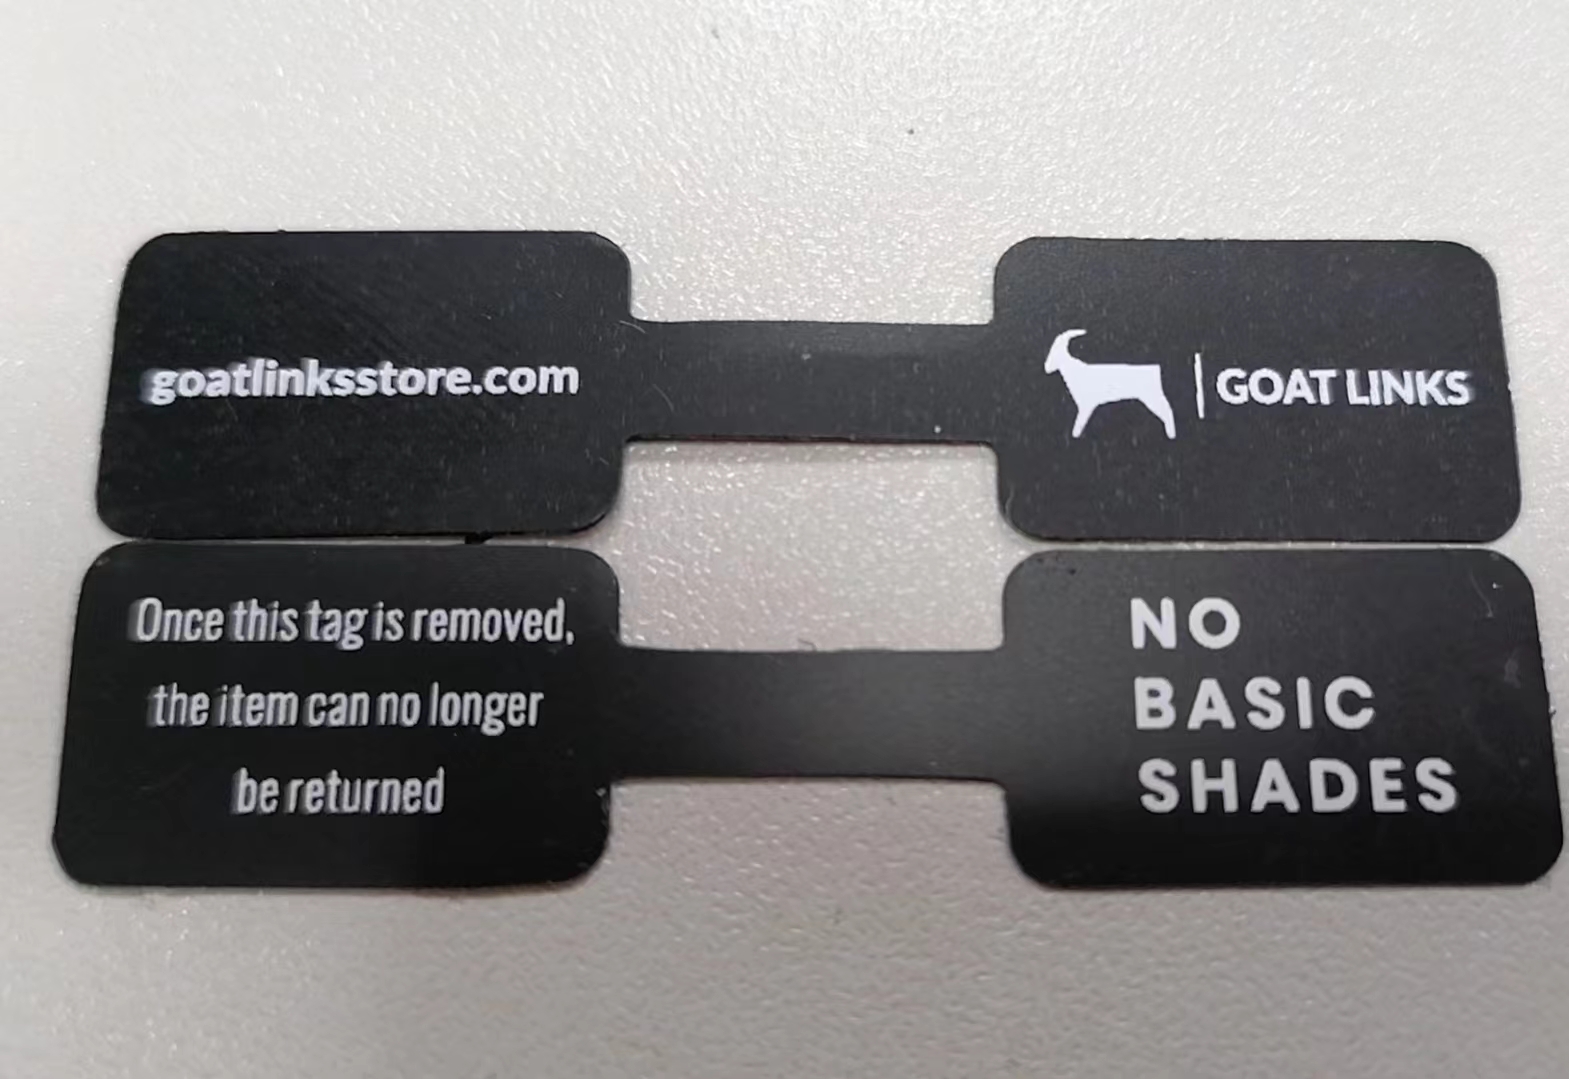 goatlinksstore.com
GOAT LINKS
Once this tag is removed,
the item can no longer
be returned
NO
BASIC
SHADES